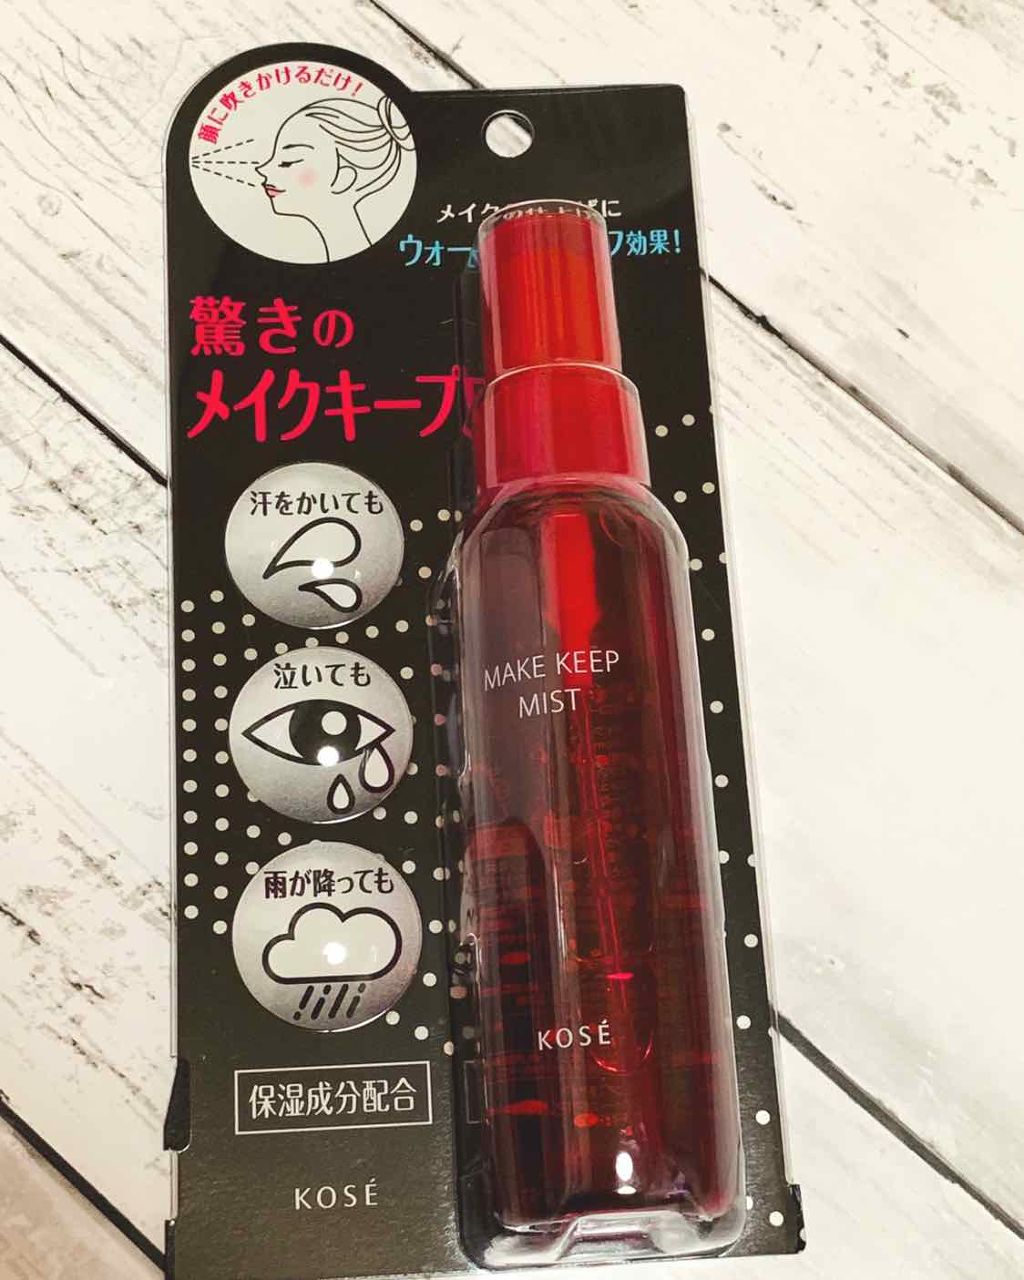 顔に吹きかけるだけ!
メイク
ウォー 効果!
驚きの
メイクキープ
汗をかいても
泣いても
雨が降っても
MAKE KEEP
MIST
KOSÉ
保湿成分配合
KOSÉ